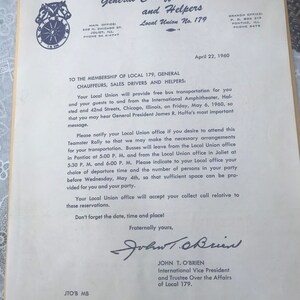 General C
and Helpers
Local Union No. 179
MAIN OFFICE:
JOLIET, ILL.
BRANCH OFFICE:
PONTIAC, ILL.
April 22, 1960
TO THE MEMBERSHIP OF LOCAL 179, GENERAL
CHAUFFEURS, SALES DRIVERS AND HELPERS.
Your Local Union will provide free bus transportation for you
and your guests to and from the International Amphitheater, Hal-
sted and 42nd Streets, Chicago, Illinois, on Friday, May 6, 1960, so
that you may hear General President James R. Hoffa's most important
message.
Please notify your Local Union office if you desire to attend this
Teamster Rally so that we may make the necessary arrangements
for your transportation. Busses will leave from the Local Union office
in Pontiac at 5:00 P. M. and from the Local Union office in Joliet at
5:30 P. M. and 6:00 P. M. Please indicate to your Local Union office your
choice of departure time and the number of persons in your party
before Wednesday, May 4th, so that sufficient space can be pro-
vided for you and your party.
Your Local Union office will accept your collect call relative to
these reservations.
Don't forget the date, time and place!
Fraternally yours,
John T. O'Brien
JOHN T. O'BRIEN
International Vice President
and Trustee Over the Affairs
of Local 179.
JTO'B MB